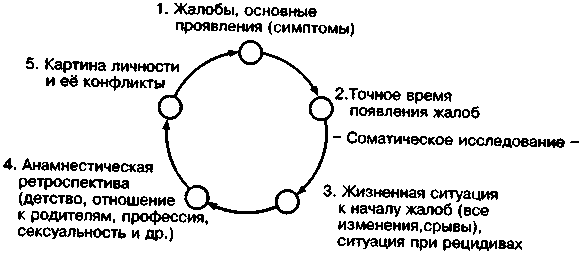 1. Жалобы, основные
проявления (симптомы)
5. Картина личности
и её конфликты
2.Точное время
появления жалоб
– Соматическое исследование –
4. Анамнестическая
ретроспектива
(детство, отношение
к родителям, профессия,
сексуальность и др.)
3. Жизненная ситуация
к началу жалоб (все
изменения,срывы),
ситуация при рецидивах